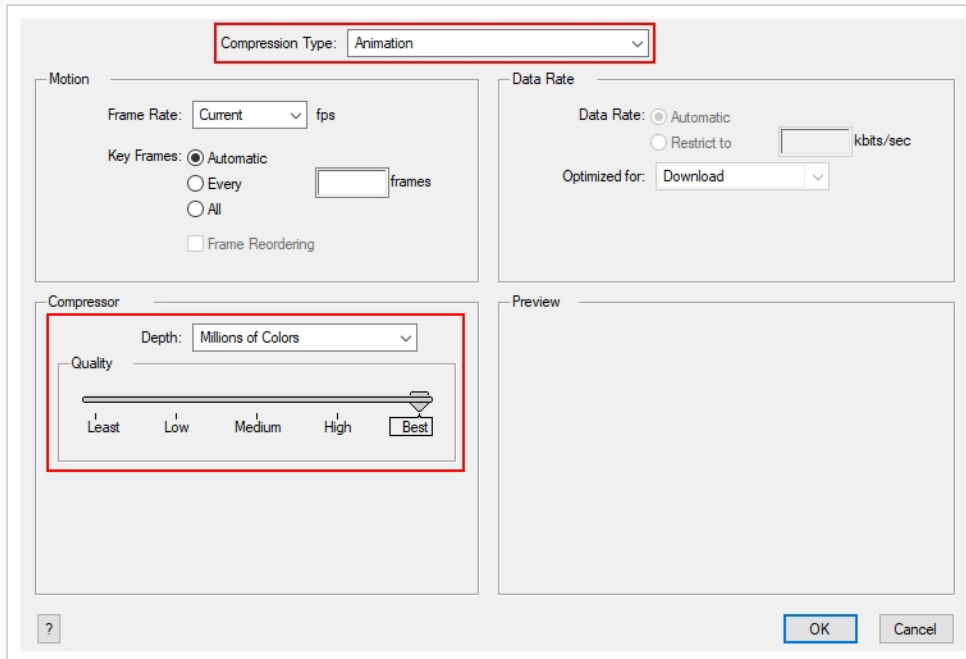 Compression Type: Animation
Motion
Frame Rate: Current fps
Key Frames: Automatic
Every frames
All
Frame Reordering
Data Rate
Data Rate: Automatic
Restrict to kbits/sec
Optimized for: Download
Compressor
Depth: Millions of Colors
Quality
Least Low Medium High Best
Preview
? OK Cancel